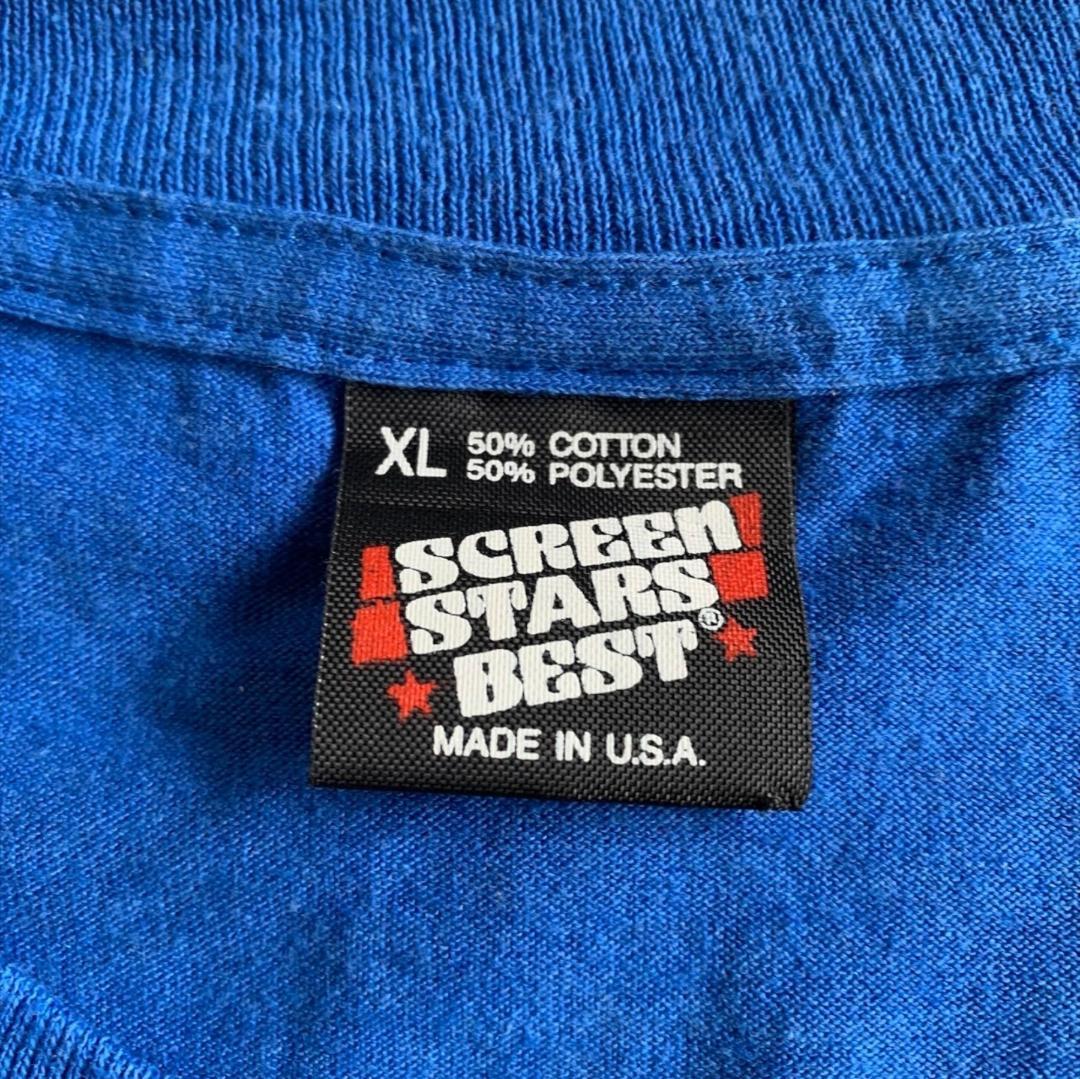 XL 50% COTTON
50% POLYESTER
SCREEN
STARS
BEST®
MADE IN U.S.A.